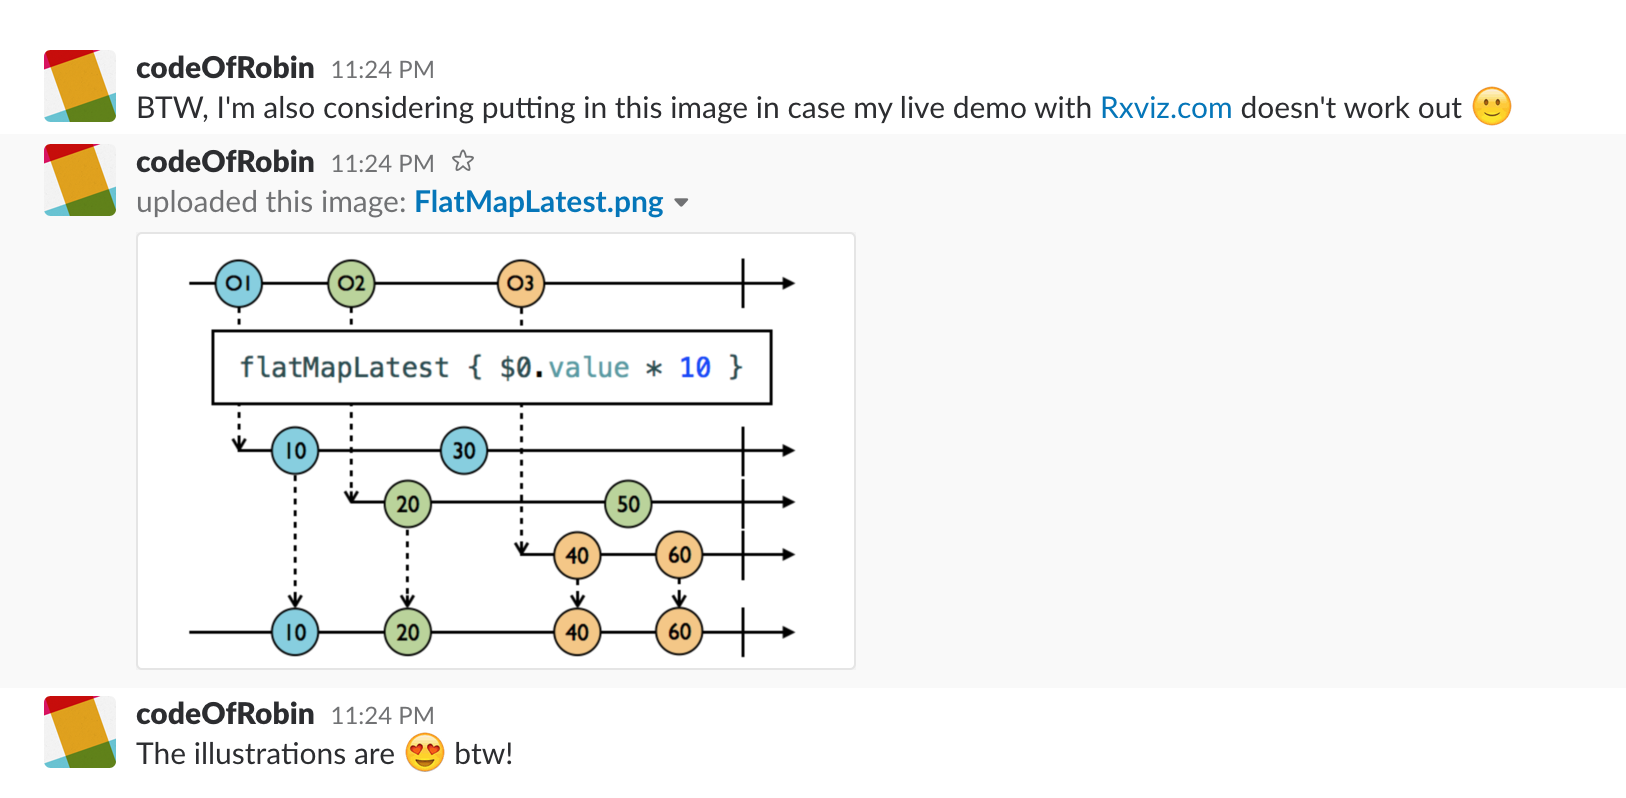 codeOfRobin 11:24 PM
BTW, I'm also considering putting in this image in case my live demo with Rxviz.com doesn't work out 🙂
codeOfRobin 11:24 PM ☆
uploaded this image: FlatMapLatest.png
O1 O2 O3
flatMapLatest { $0.value * 10 }
10 30
20 50
40 60
10 20 40 60
codeOfRobin 11:24 PM
The illustrations are 😍 btw!